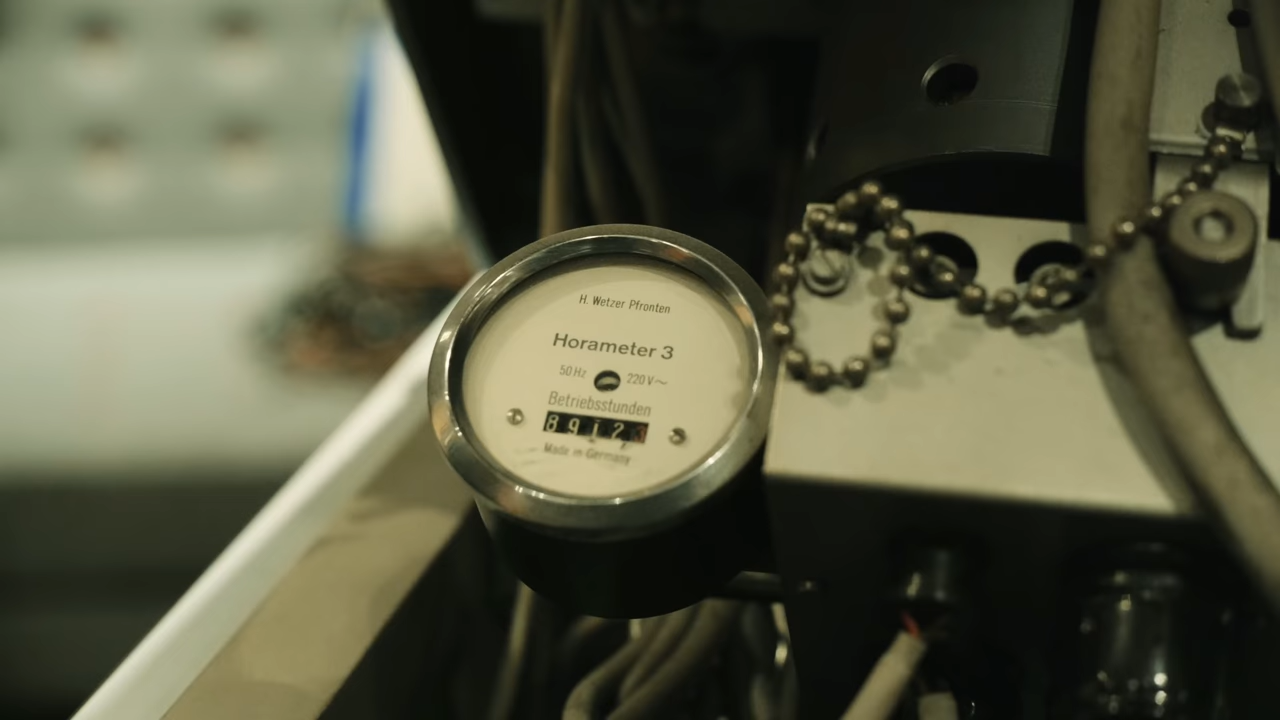 H. Wetzer Pfronten
Horameter 3
50 Hz 220 V~
Betriebsstunden
89123
Made in Germany